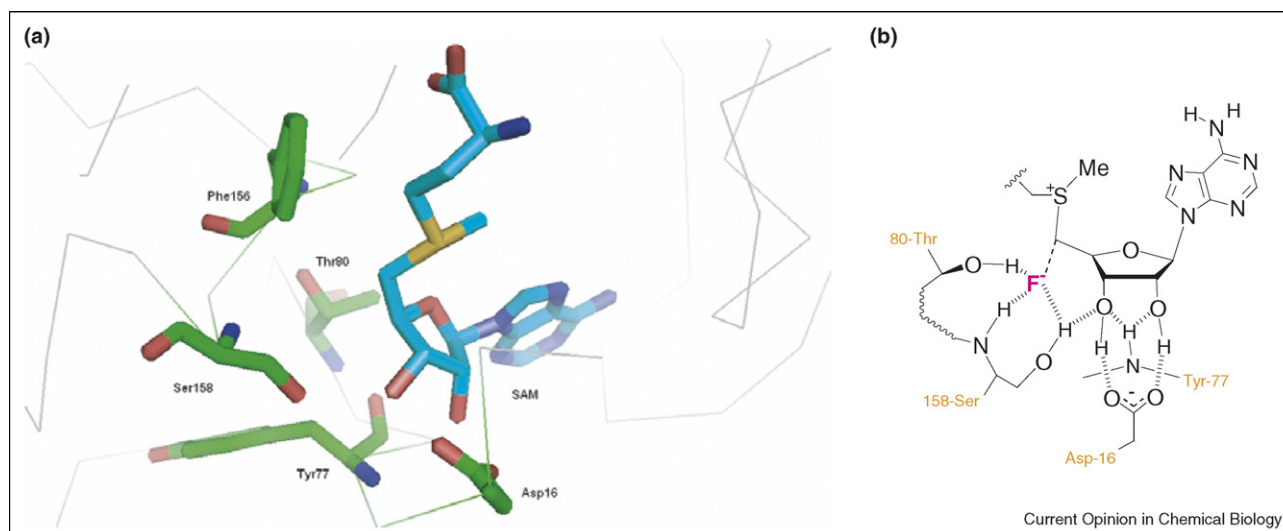 (a)
Phe156
Thr80
Ser158
SAM
Tyr77
Asp16
(b)
H
H
N
N
N
N
N
Me
S
+
80-Thr
O
H
O
F-
H
H
O
O
N
O
H
H
H
N
Tyr-77
158-Ser
O
-
O
Asp-16
Current Opinion in Chemical Biology